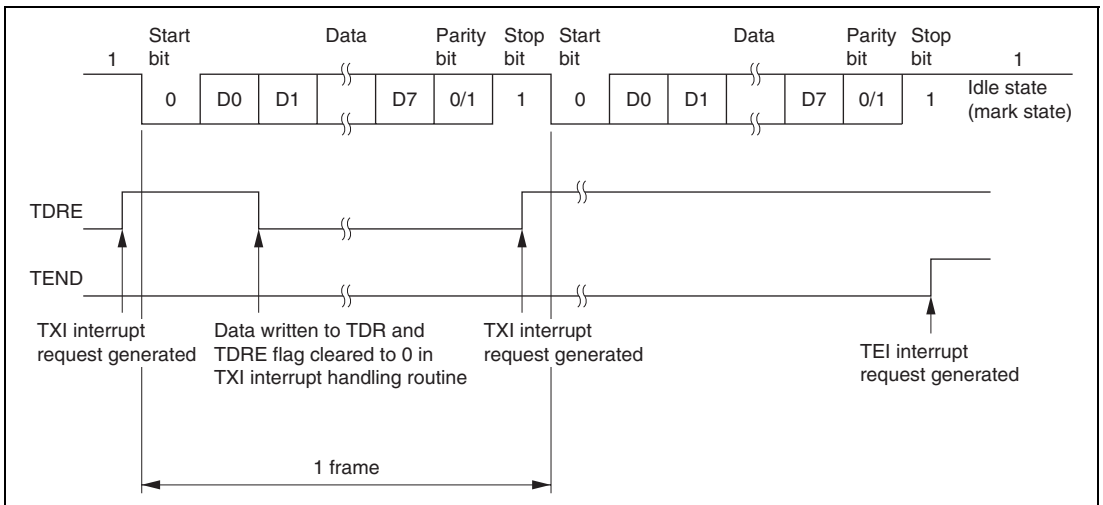 Start bit Data Parity bit Stop bit Start bit Data Parity bit Stop bit
1 1
0 D0 D1 D7 0/1 1 0 D0 D1 D7 0/1 1
Idle state
(mark state)
TDRE
TEND
TXI interrupt
request generated
Data written to TDR and
TDRE flag cleared to 0 in
TXI interrupt handling routine
TXI interrupt
request generated
TEI interrupt
request generated
1 frame